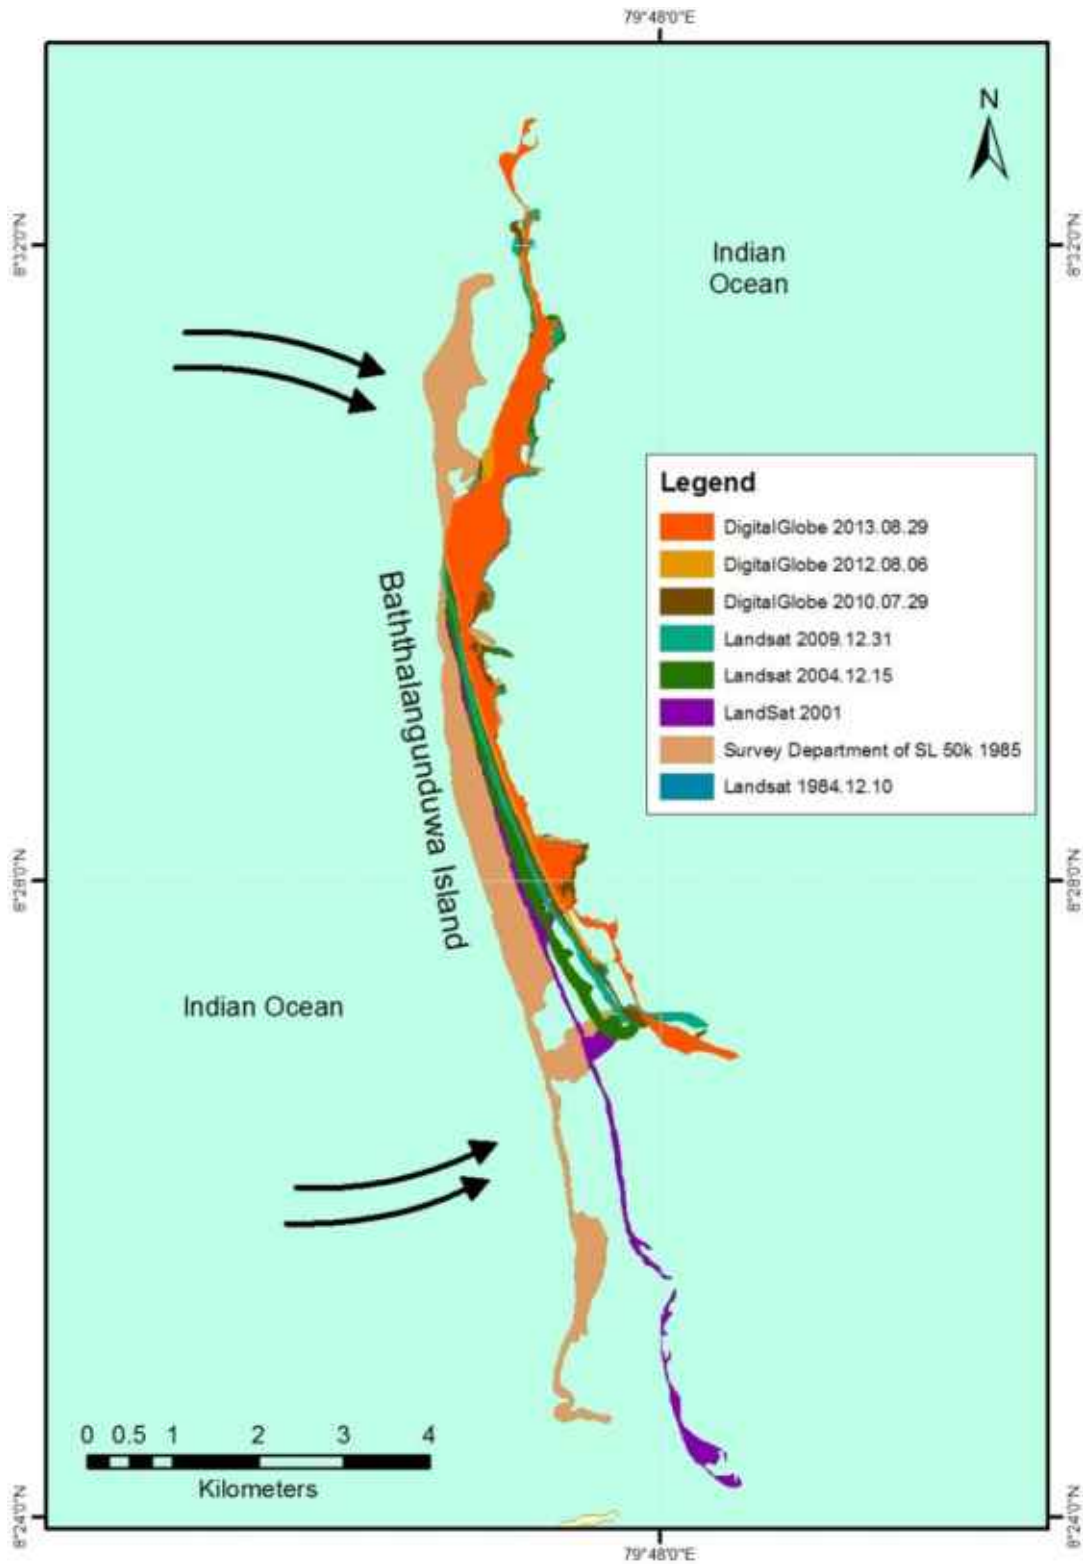 79°48'0"E
N
8°32'0"N
8°32'0"N
Indian
Ocean
Legend
DigitalGlobe 2013.08.29
DigitalGlobe 2012.08.06
DigitalGlobe 2010.07.29
Landsat 2009.12.31
Landsat 2004.12.15
LandSat 2001
Survey Department of SL 50k 1985
Landsat 1984.12.10
Baththalangunduwa Island
8°28'0"N
8°28'0"N
Indian Ocean
0 0.5 1 2 3 4
Kilometers
8°24'0"N
8°24'0"N
79°48'0"E